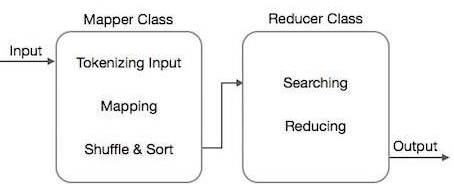 Mapper Class
Reducer Class
Input
Tokenizing Input
Mapping
Shuffle & Sort
Searching
Reducing
Output